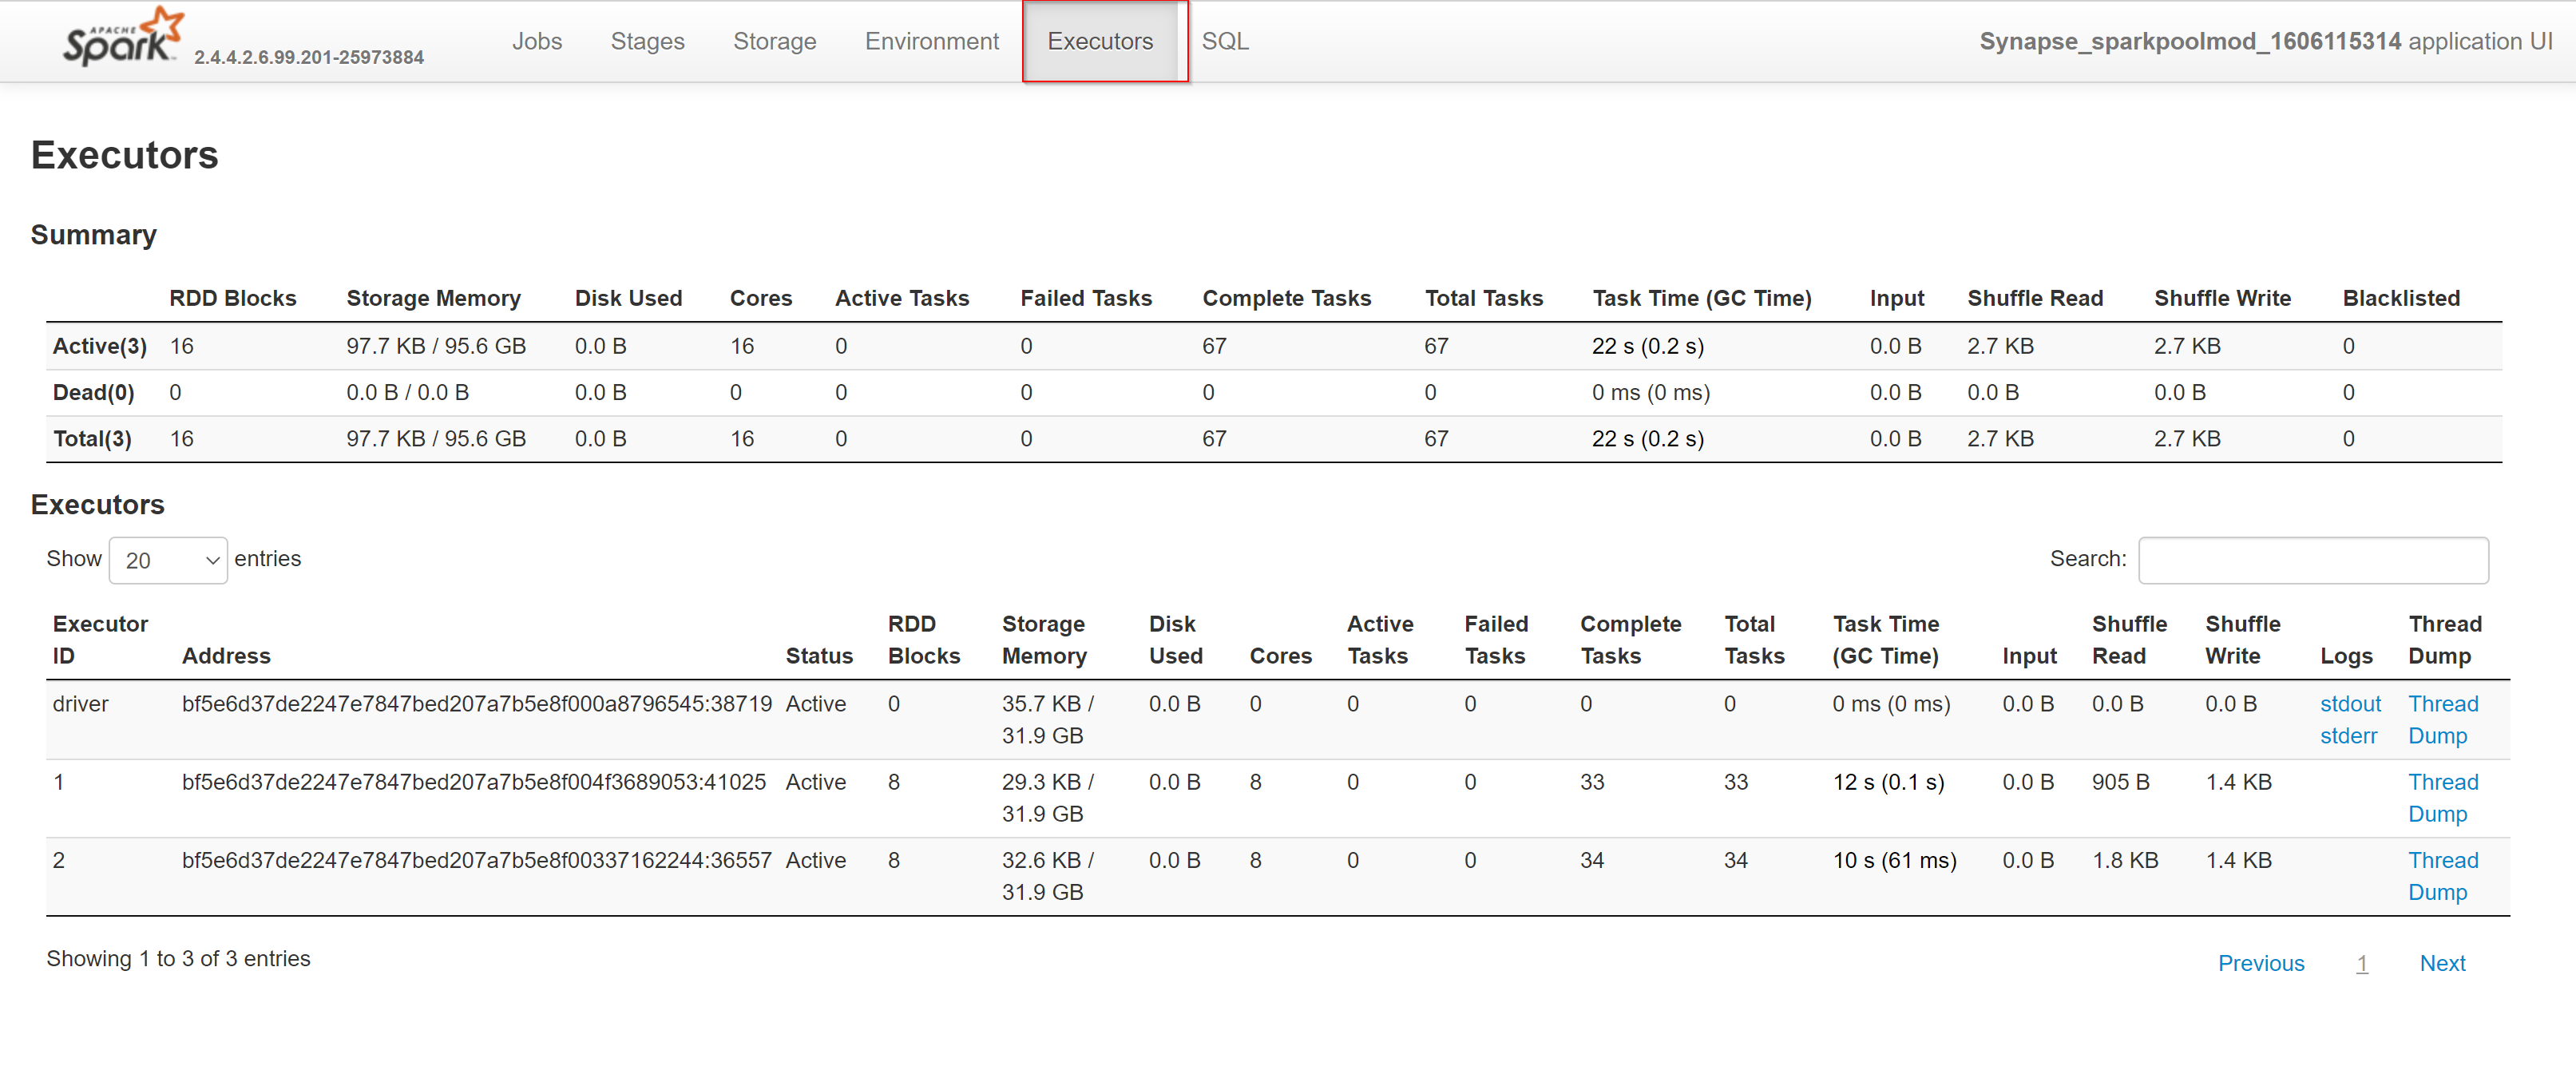 APACHE Spark 2.4.4.2.6.99.201-25973884 Jobs Stages Storage Environment Executors SQL Synapse_sparkpoolmod_1606115314 application UI
Executors
Summary
RDD Blocks Storage Memory Disk Used Cores Active Tasks Failed Tasks Complete Tasks Total Tasks Task Time (GC Time) Input Shuffle Read Shuffle Write Blacklisted
Active(3) 16 97.7 KB / 95.6 GB 0.0 B 16 0 0 67 67 22 s (0.2 s) 0.0 B 2.7 KB 2.7 KB 0
Dead(0) 0 0.0 B / 0.0 B 0.0 B 0 0 0 0 0 0 ms (0 ms) 0.0 B 0.0 B 0.0 B 0
Total(3) 16 97.7 KB / 95.6 GB 0.0 B 16 0 0 67 67 22 s (0.2 s) 0.0 B 2.7 KB 2.7 KB 0
Executors
Show 20 entries Search:
Executor RDD Storage Disk Active Failed Complete Total Task Time Shuffle Shuffle Thread
ID Address Status Blocks Memory Used Cores Tasks Tasks Tasks Tasks (GC Time) Input Read Write Logs Dump
driver bf5e6d37de2247e7847bed207a7b5e8f000a8796545:38719 Active 0 35.7 KB / 0.0 B 0 0 0 0 0 0 ms (0 ms) 0.0 B 0.0 B 0.0 B stdout Thread
31.9 GB stderr Dump
1 bf5e6d37de2247e7847bed207a7b5e8f004f3689053:41025 Active 8 29.3 KB / 0.0 B 8 0 0 33 33 12 s (0.1 s) 0.0 B 905 B 1.4 KB Thread
31.9 GB Dump
2 bf5e6d37de2247e7847bed207a7b5e8f00337162244:36557 Active 8 32.6 KB / 0.0 B 8 0 0 34 34 10 s (61 ms) 0.0 B 1.8 KB 1.4 KB Thread
31.9 GB Dump
Showing 1 to 3 of 3 entries Previous 1 Next